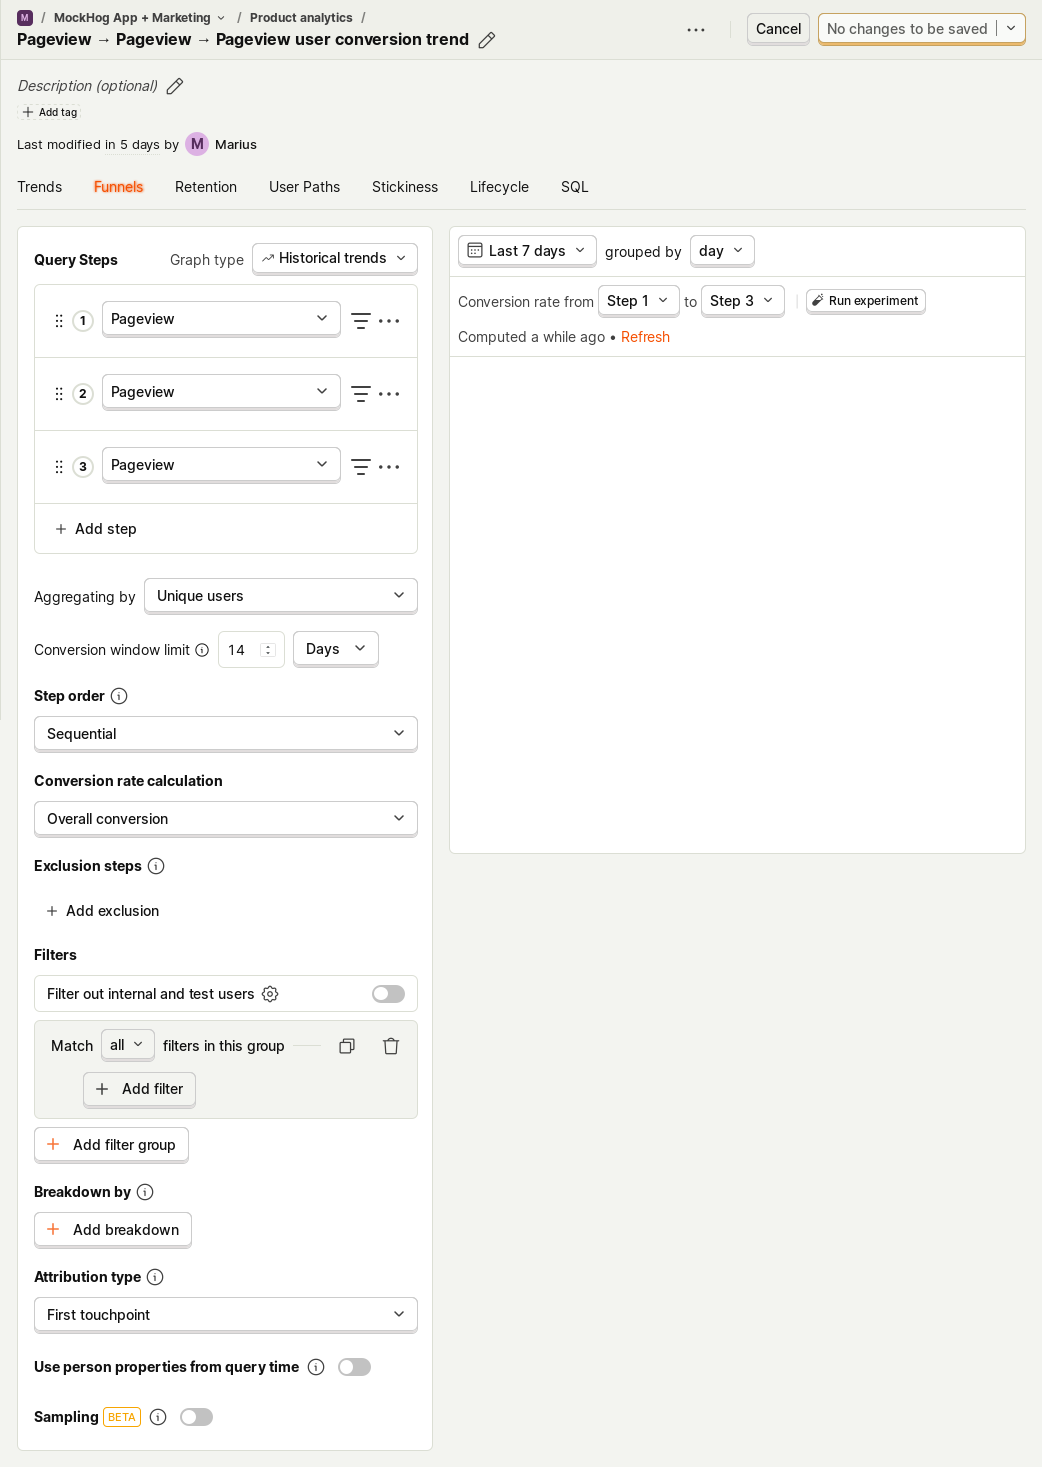 M / MockHog App + Marketing / Product analytics /
Pageview → Pageview → Pageview user conversion trend
Cancel
No changes to be saved
Description (optional)
Add tag
Last modified in 5 days by M Marius
Trends Funnels Retention User Paths Stickiness Lifecycle SQL
Query Steps Graph type Historical trends
1 Pageview
2 Pageview
3 Pageview
Add step
Aggregating by Unique users
Conversion window limit 14 Days
Step order
Sequential
Conversion rate calculation
Overall conversion
Exclusion steps
Add exclusion
Filters
Filter out internal and test users
Match all filters in this group
Add filter
Add filter group
Breakdown by
Add breakdown
Attribution type
First touchpoint
Use person properties from query time
Sampling BETA
Last 7 days grouped by day
Conversion rate from Step 1 to Step 3 Run experiment
Computed a while ago • Refresh